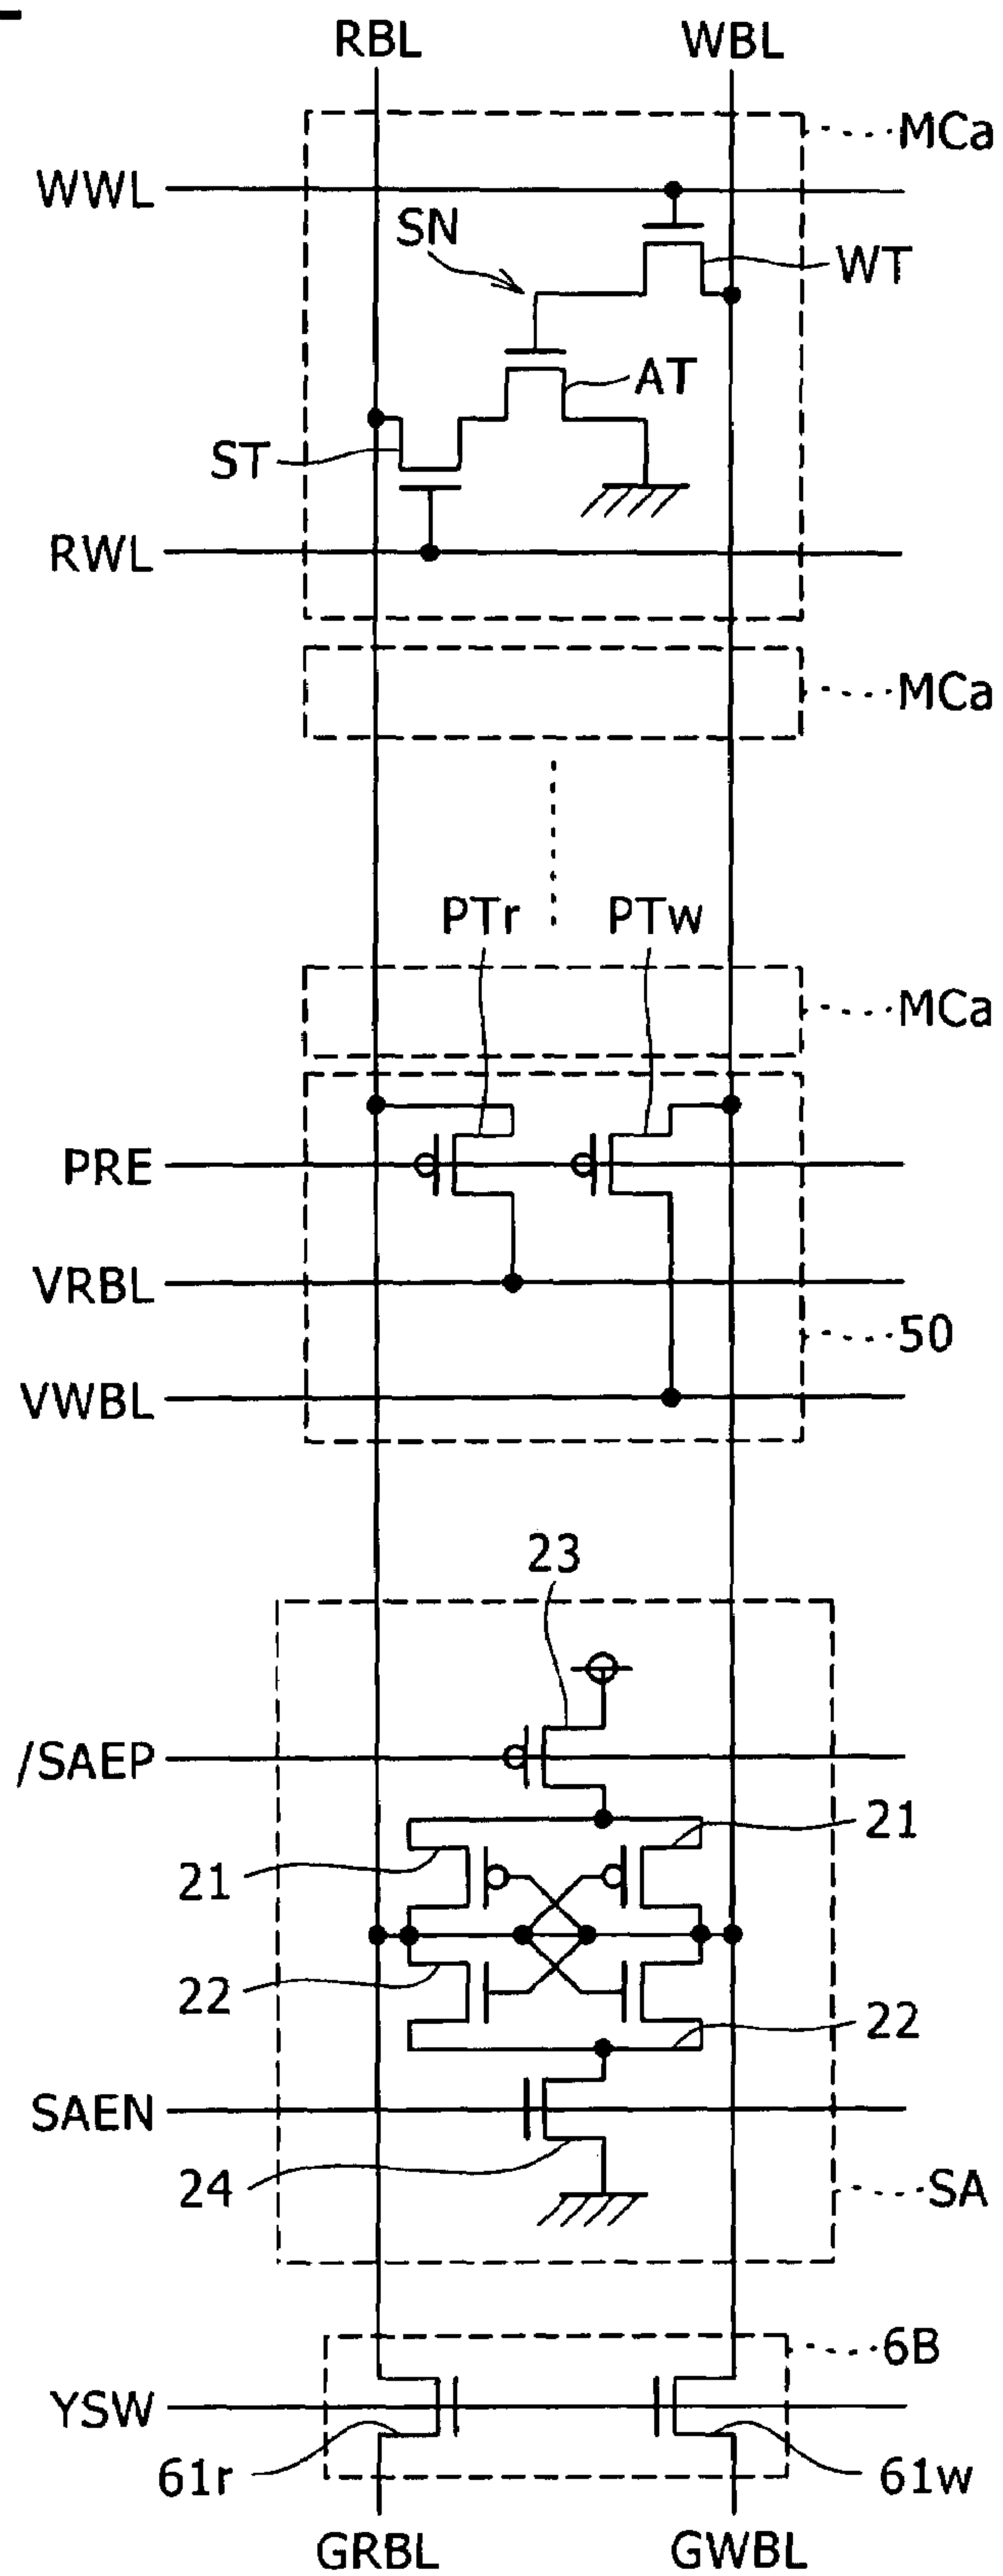 RBL WBL
MCa
WWL
SN
WT
AT
ST
RWL
MCa
PTr PTw
MCa
PRE
VRBL
50
VWBL
23
/SAEP
21
21
22
22
SAEN
24
SA
6B
YSW
61r 61w
GRBL GWBL